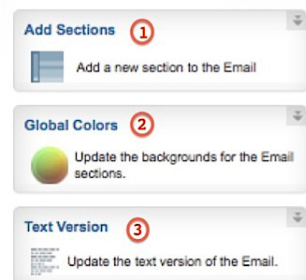 Add Sections 1
Add a new section to the Email
Global Colors 2
Update the backgrounds for the Email
sections.
Text Version 3
Update the text version of the Email.